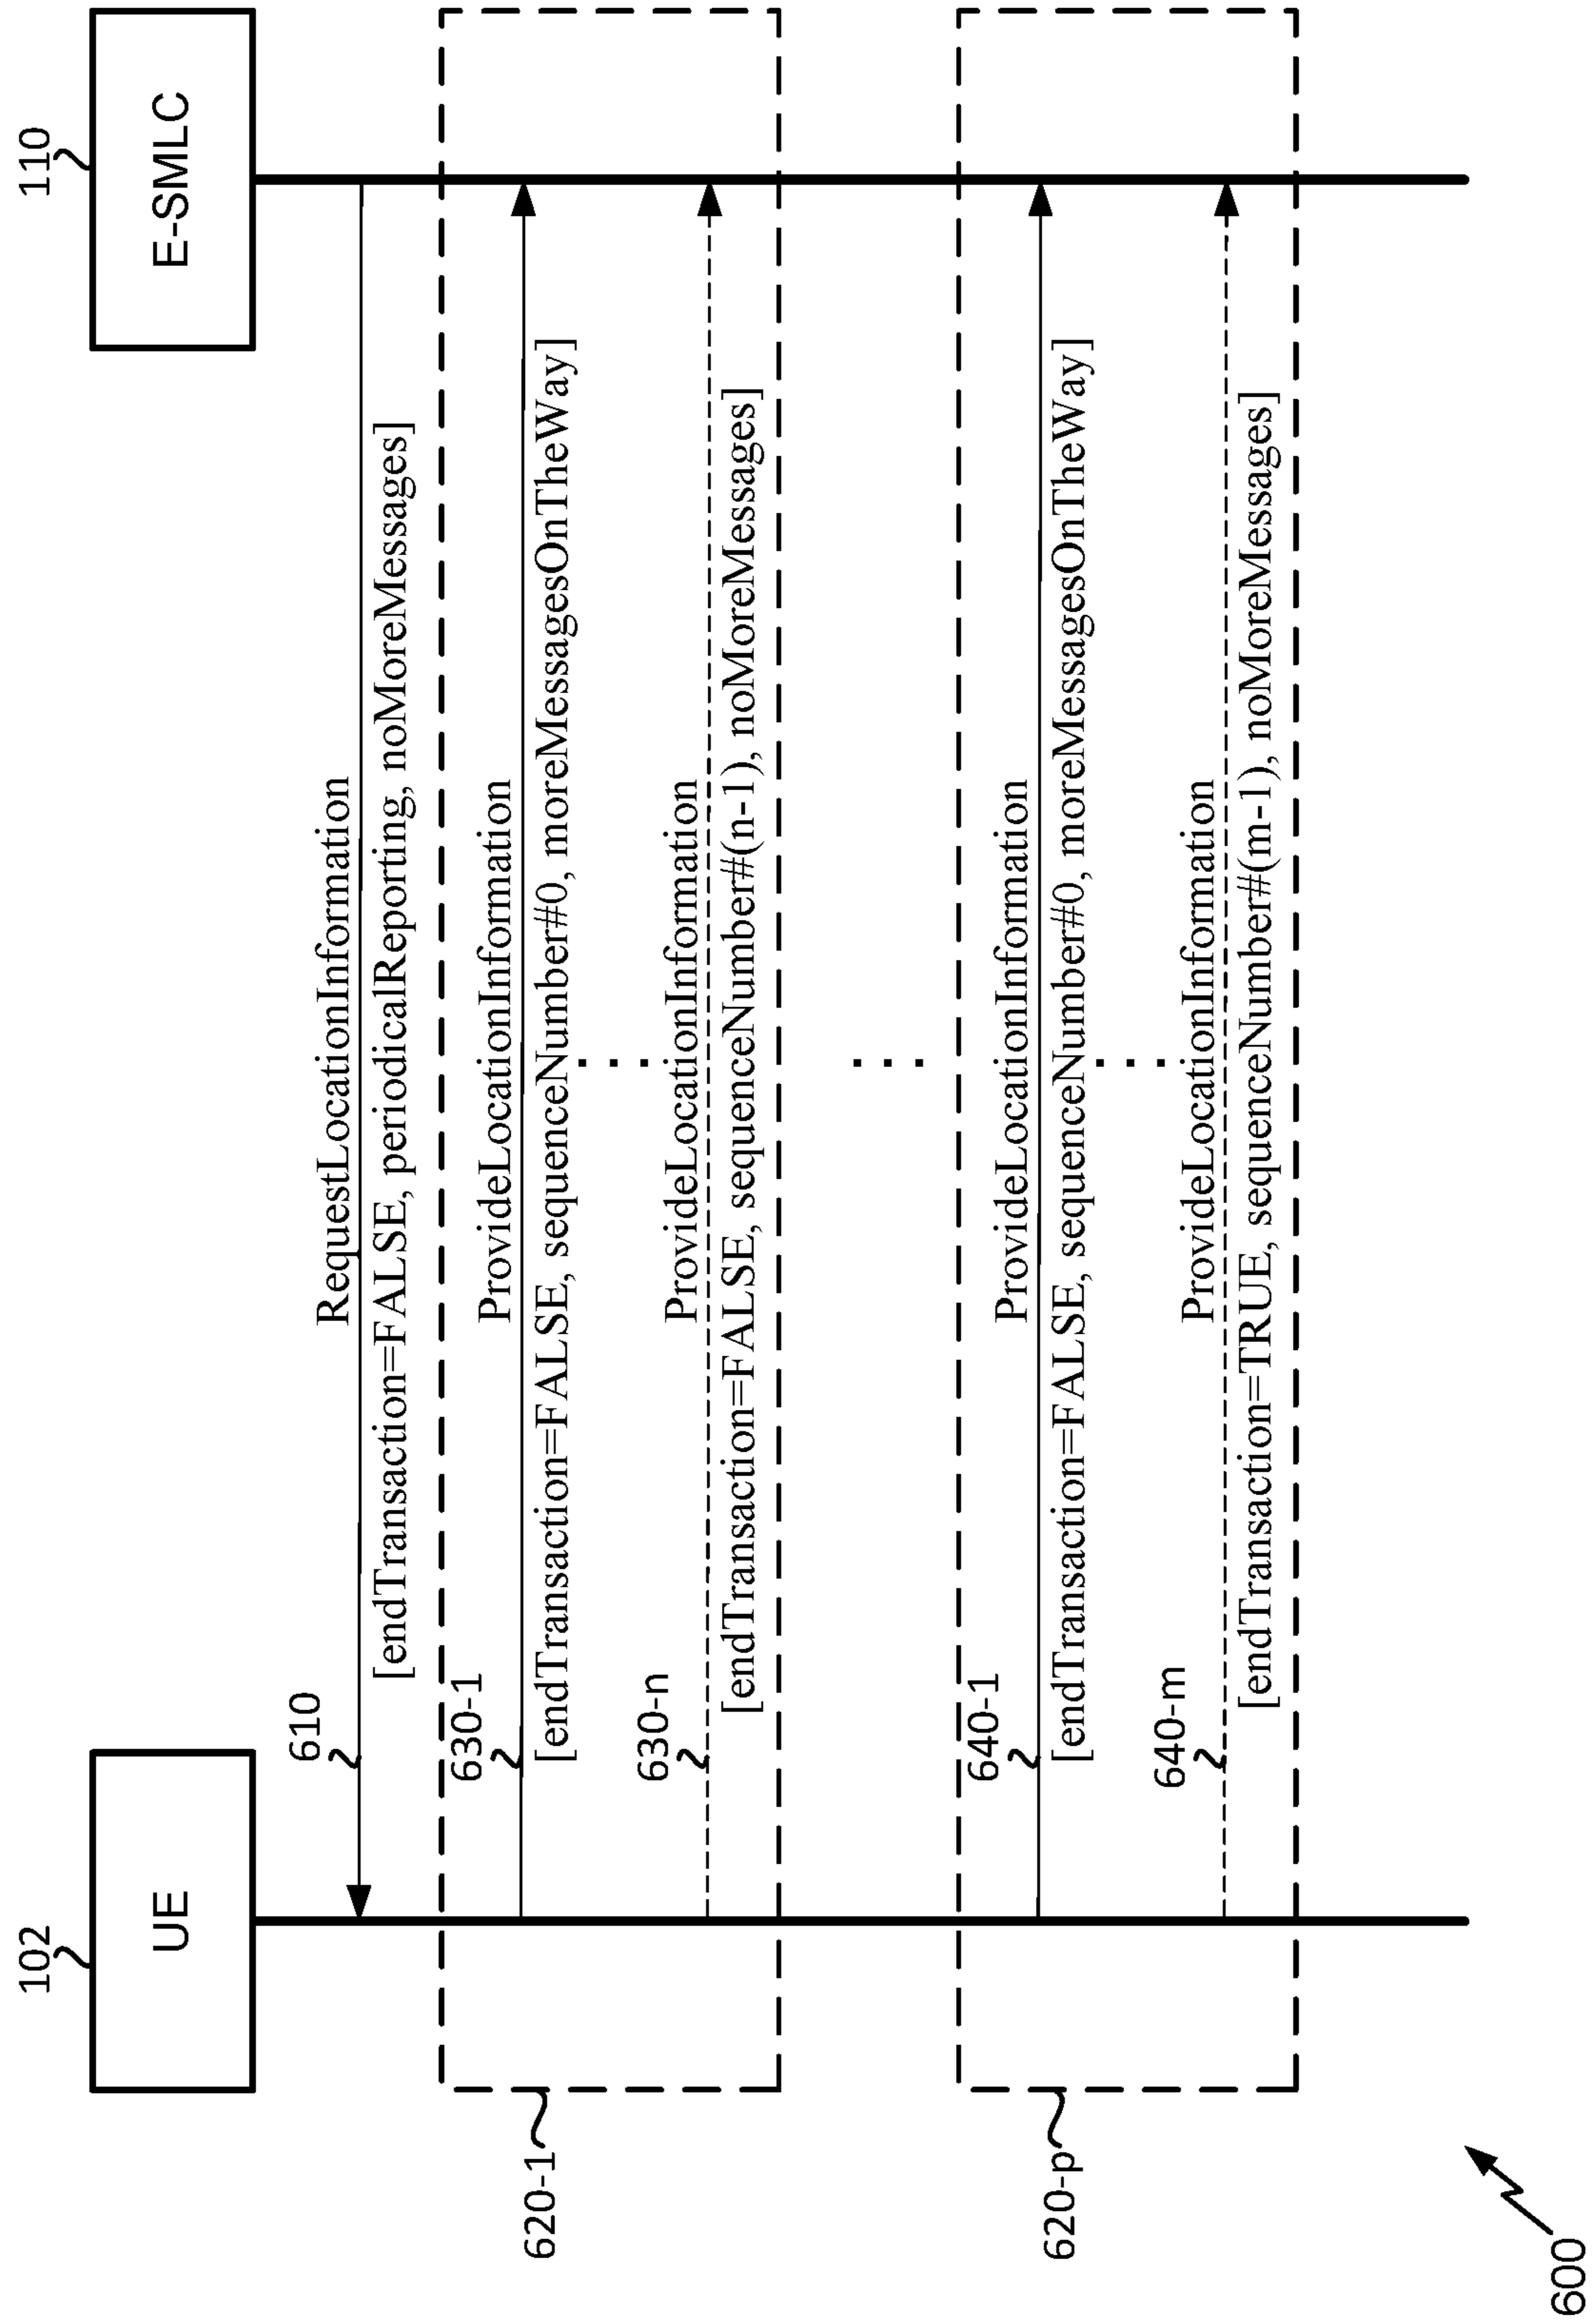 102
UE
110
E-SMLC
610
RequestLocationInformation
[endTransaction=FALSE, periodicalReporting, noMoreMessages]
620-1
630-1
ProvideLocationInformation
[endTransaction=FALSE, sequenceNumber#0, moreMessagesOnTheWay]
. . .
630-n
ProvideLocationInformation
[endTransaction=FALSE, sequenceNumber#(n-1), noMoreMessages]
. . .
620-p
640-1
ProvideLocationInformation
[endTransaction=FALSE, sequenceNumber#0, moreMessagesOnTheWay]
. . .
640-m
ProvideLocationInformation
[endTransaction=TRUE, sequenceNumber#(m-1), noMoreMessages]
600